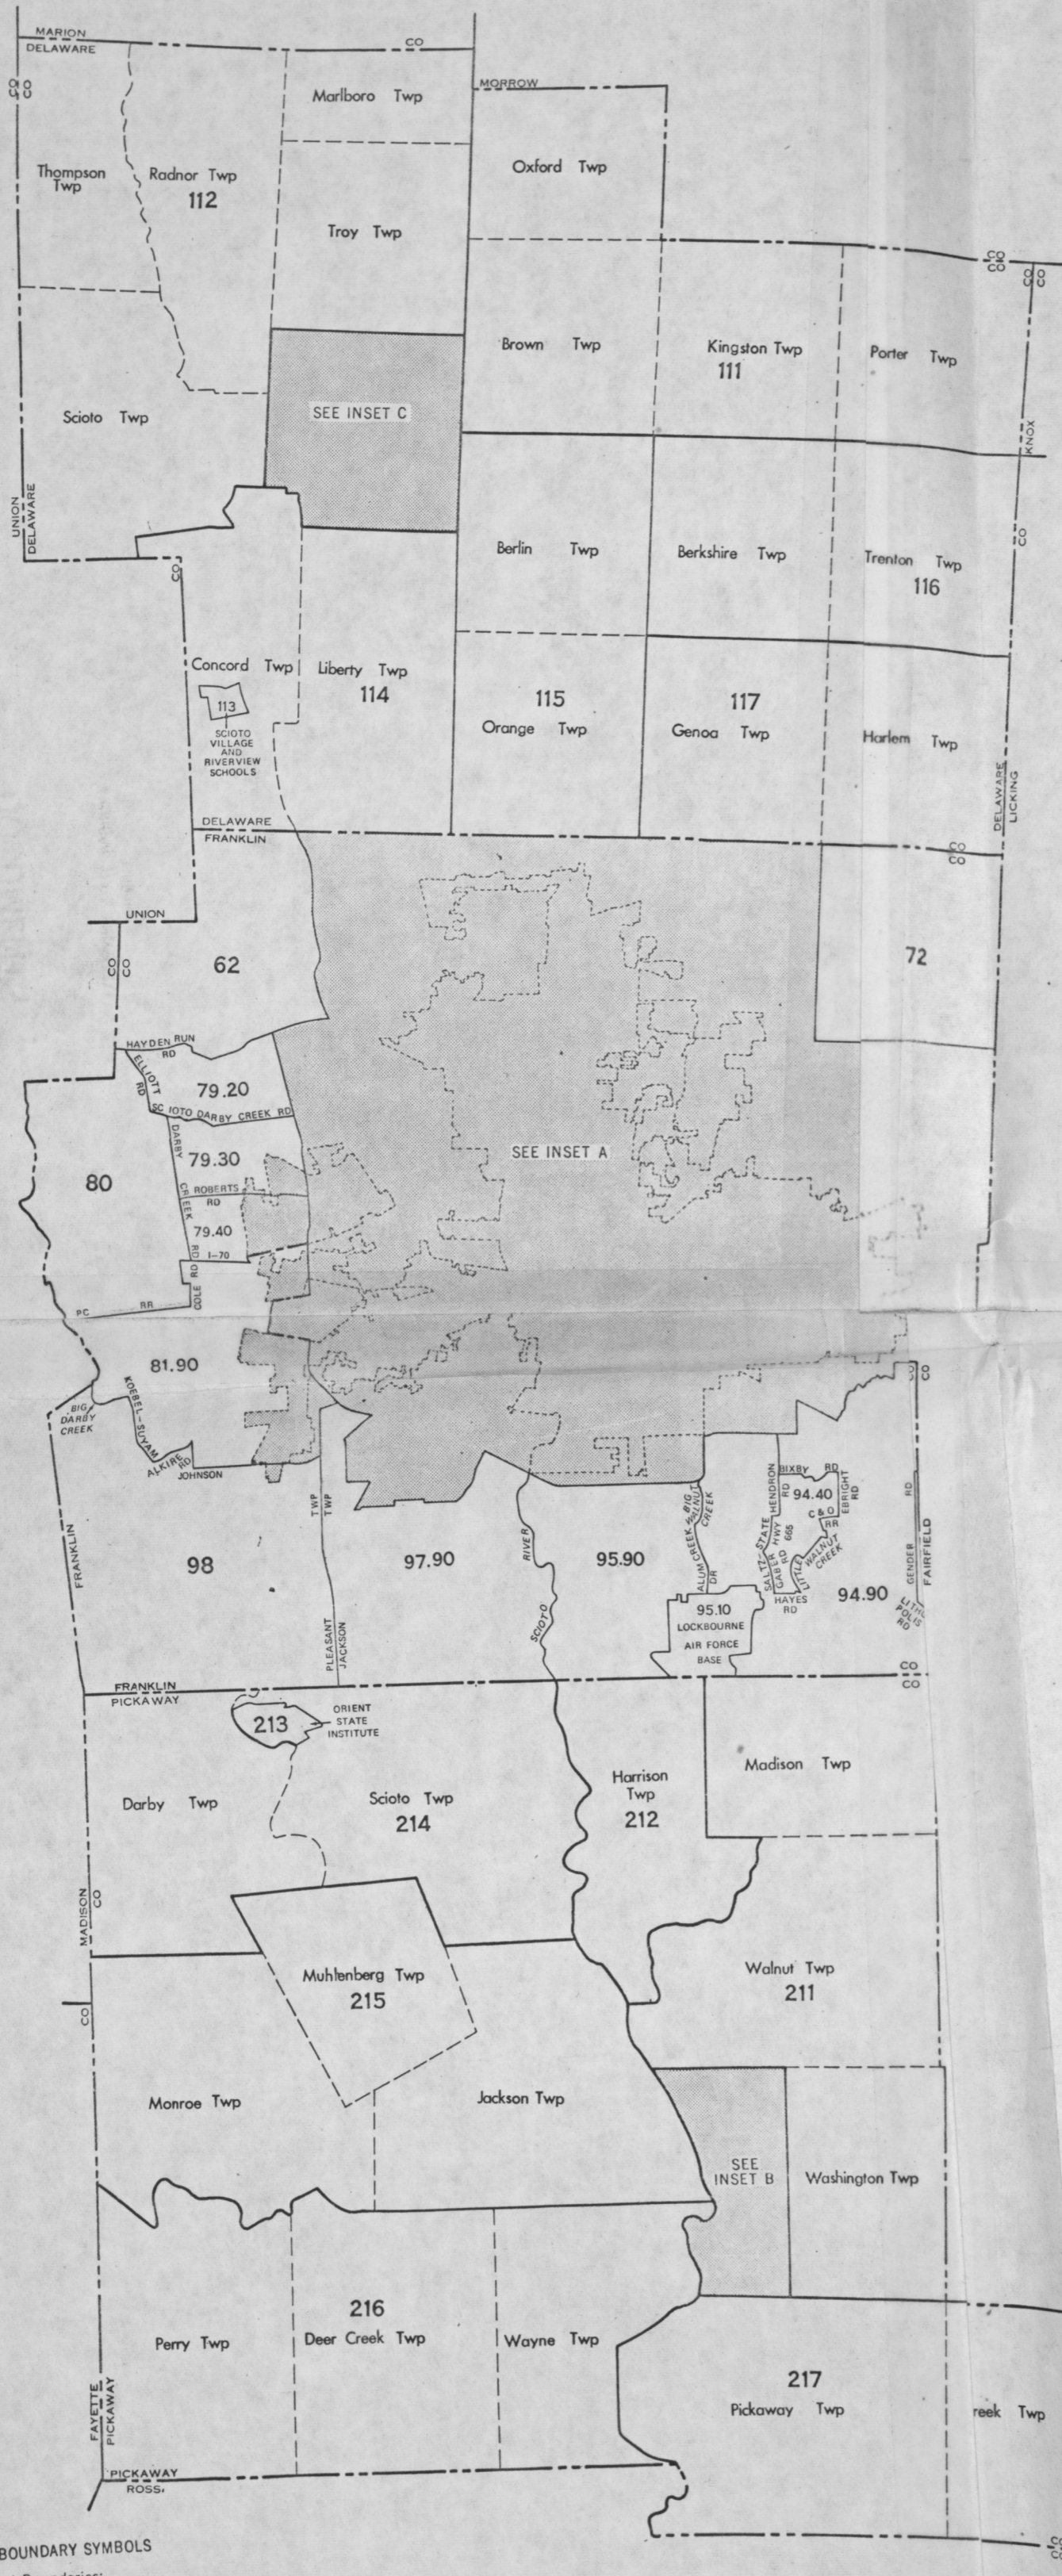 MARION
DELAWARE
CO
CO
CO
MORROW
Marlboro Twp
Thompson
Twp
Radnor Twp
112
Oxford Twp
Troy Twp
CO
CO
CO
CO
Brown Twp
Kingston Twp
111
Porter Twp
Scioto Twp
SEE INSET C
KNOX
UNION
DELAWARE
CO
CO
CO
Berlin Twp
Berkshire Twp
Trenton Twp
116
Concord Twp
Liberty Twp
114
113
SCIOTO
VILLAGE
AND
RIVERVIEW
SCHOOLS
115
Orange Twp
117
Genoa Twp
Harlem Twp
DELAWARE
LICKING
DELAWARE
FRANKLIN
CO
CO
UNION
CO
CO
62
72
HAYDEN RUN
RD
ELLIOTT
RD
79.20
SCIOTO DARBY CREEK RD
DARBY
CREEK
RD
79.30
SEE INSET A
80
ROBERTS
RD
79.40
I-70
COLE RD
PC RR
81.90
CO
CO
BIG
DARBY
CREEK
KOEBEL-SUYAM
ALKIRE
RD
JOHNSON
TWP
TWP
BIG
WALNUT
CREEK
ALUM CREEK
DR
HENDRON
RD
BIXBY RD
94.40
EBRIGHT
RD
C & O
RR
STATE
HWY
665
SALTZ-
GABER
RD
LITTLE
WALNUT
CREEK
HAYES
RD
GENDER RD
FAIRFIELD
FRANKLIN
98
97.90
RIVER
SCIOTO
95.90
95.10
LOCKBOURNE
AIR FORCE
BASE
94.90
RD
PLEASANT
JACKSON
FRANKLIN
PICKAWAY
CO
CO
213
ORIENT
STATE
INSTITUTE
Darby Twp
Scioto Twp
214
Harrison
Twp
212
Madison Twp
MADISON
CO
Muhlenberg Twp
215
Walnut Twp
211
CO
Monroe Twp
Jackson Twp
SEE
INSET B
Washington Twp
216
Perry Twp
Deer Creek Twp
Wayne Twp
217
Pickaway Twp
reek Twp
FAYETTE
PICKAWAY
PICKAWAY
ROSS
BOUNDARY SYMBOLS